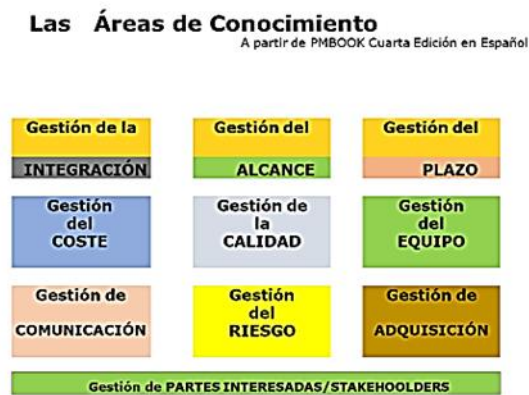 Las Áreas de Conocimiento
A partir de PMBOOK Cuarta Edición en Español
Gestión de la
INTEGRACIÓN
Gestión del
ALCANCE
Gestión del
PLAZO
Gestión
del
COSTE
Gestión de
la
CALIDAD
Gestión
del
EQUIPO
Gestión de
COMUNICACIÓN
Gestión
del
RIESGO
Gestión de
ADQUISICIÓN
Gestión de PARTES INTERESADAS/STAKEHOOLDERS